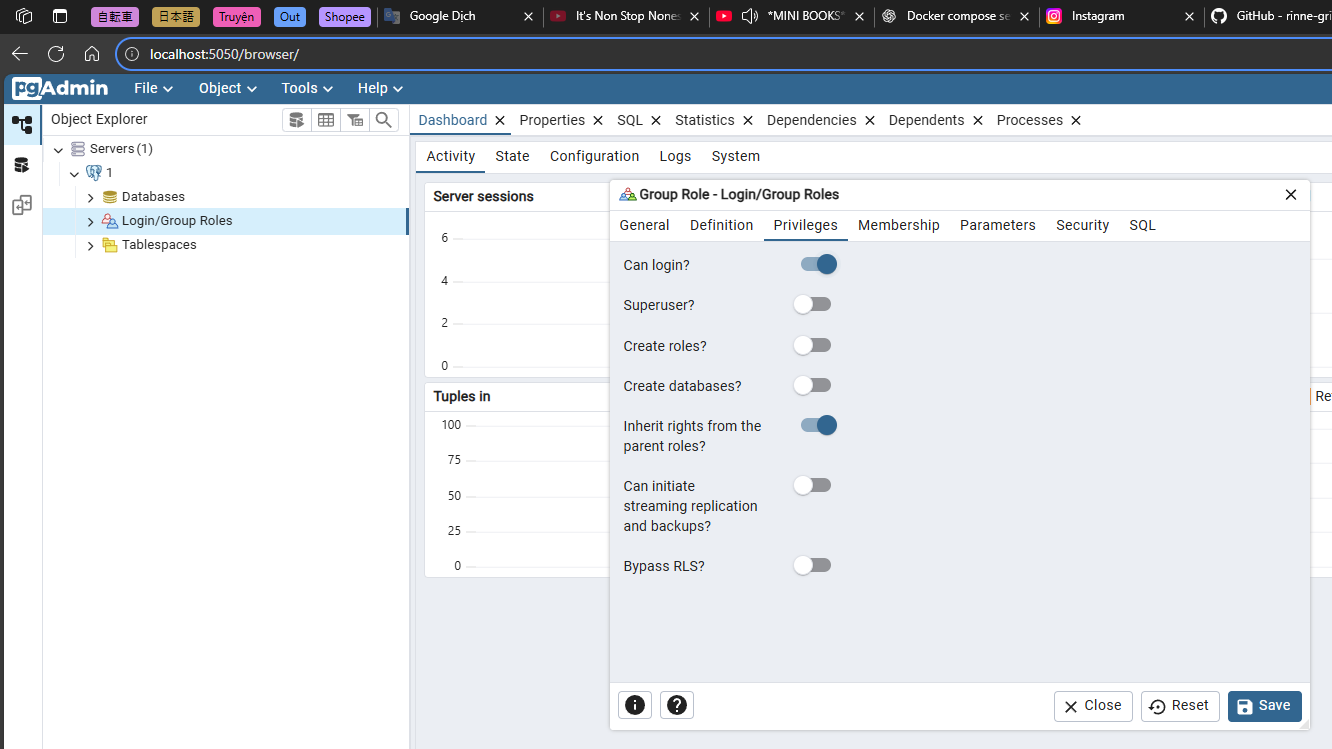 自転車 日本語 Truyện Out Shopee Google Dịch It's Non Stop Nones *MINI BOOKS* Docker compose se Instagram GitHub - rinne-gri
localhost:5050/browser/
pgAdmin File Object Tools Help
Object Explorer
Dashboard Properties SQL Statistics Dependencies Dependents Processes
Servers (1)
1
Databases
Login/Group Roles
Tablespaces
Activity State Configuration Logs System
Server sessions
6
4
2
0
Tuples in
100
75
50
25
0
Re
Group Role - Login/Group Roles
General Definition Privileges Membership Parameters Security SQL
Can login?
Superuser?
Create roles?
Create databases?
Inherit rights from the
parent roles?
Can initiate
streaming replication
and backups?
Bypass RLS?
Close Reset Save